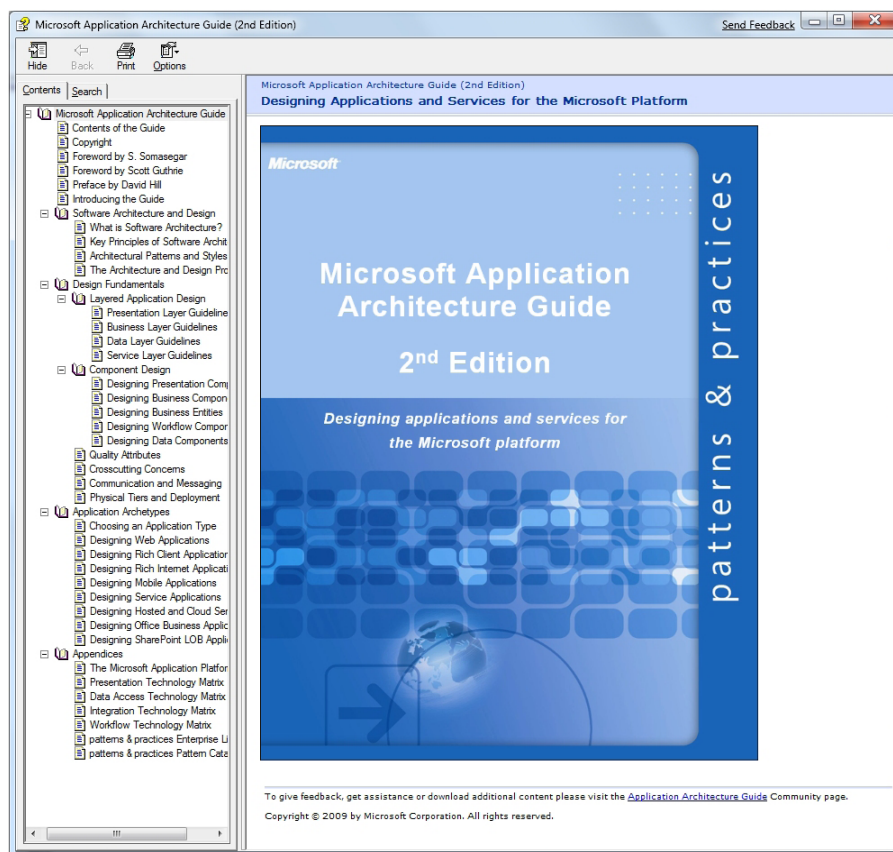 Microsoft Application Architecture Guide (2nd Edition)
Send Feedback
Hide
Back
Print
Options
Contents
Search
Microsoft Application Architecture Guide
Contents of the Guide
Copyright
Foreword by S. Somasegar
Foreword by Scott Guthrie
Preface by David Hill
Introducing the Guide
Software Architecture and Design
What is Software Architecture?
Key Principles of Software Archit
Architectural Patterns and Styles
The Architecture and Design Pro
Design Fundamentals
Layered Application Design
Presentation Layer Guideline
Business Layer Guidelines
Data Layer Guidelines
Service Layer Guidelines
Component Design
Designing Presentation Com
Designing Business Compon
Designing Business Entities
Designing Workflow Compor
Designing Data Components
Quality Attributes
Crosscutting Concerns
Communication and Messaging
Physical Tiers and Deployment
Application Archetypes
Choosing an Application Type
Designing Web Applications
Designing Rich Client Application
Designing Rich Internet Applicati
Designing Mobile Applications
Designing Service Applications
Designing Hosted and Cloud Ser
Designing Office Business Applic
Designing SharePoint LOB Appli
Appendices
The Microsoft Application Platfor
Presentation Technology Matrix
Data Access Technology Matrix
Integration Technology Matrix
Workflow Technology Matrix
patterns & practices Enterprise Li
patterns & practices Pattern Cata
Microsoft Application Architecture Guide (2nd Edition)
Designing Applications and Services for the Microsoft Platform
Microsoft
Microsoft Application
Architecture Guide
2nd Edition
Designing applications and services for
the Microsoft platform
patterns & practices
To give feedback, get assistance or download additional content please visit the Application Architecture Guide Community page.
Copyright © 2009 by Microsoft Corporation. All rights reserved.